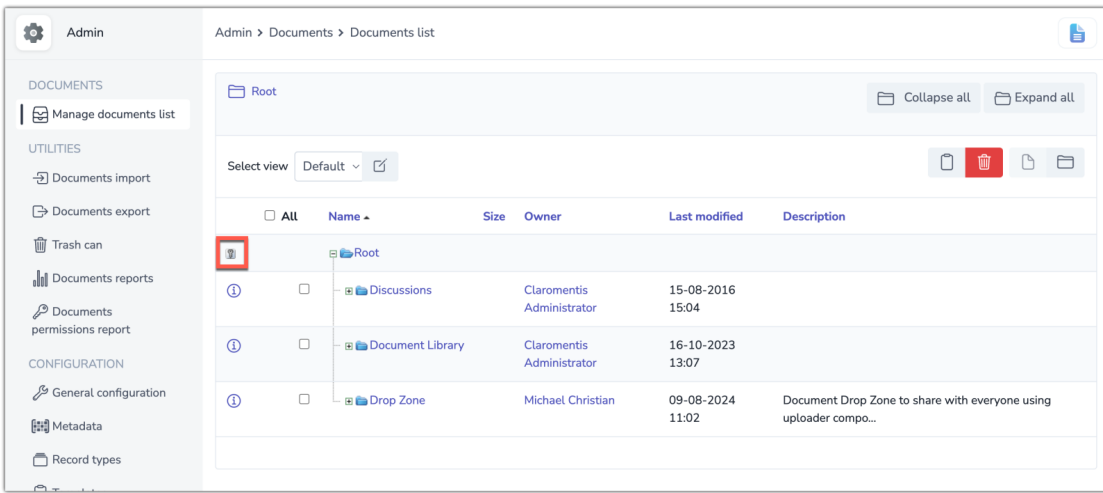 Admin
Admin > Documents > Documents list
DOCUMENTS
Manage documents list
UTILITIES
Documents import
Documents export
Trash can
Documents reports
Documents
permissions report
CONFIGURATION
General configuration
Metadata
Record types
Root
Collapse all
Expand all
Select view Default
All Name Size Owner Last modified Description
Root
Discussions Claromentis 15-08-2016
Administrator 15:04
Document Library Claromentis 16-10-2023
Administrator 13:07
Drop Zone Michael Christian 09-08-2024 Document Drop Zone to share with everyone using
11:02 uploader compo...